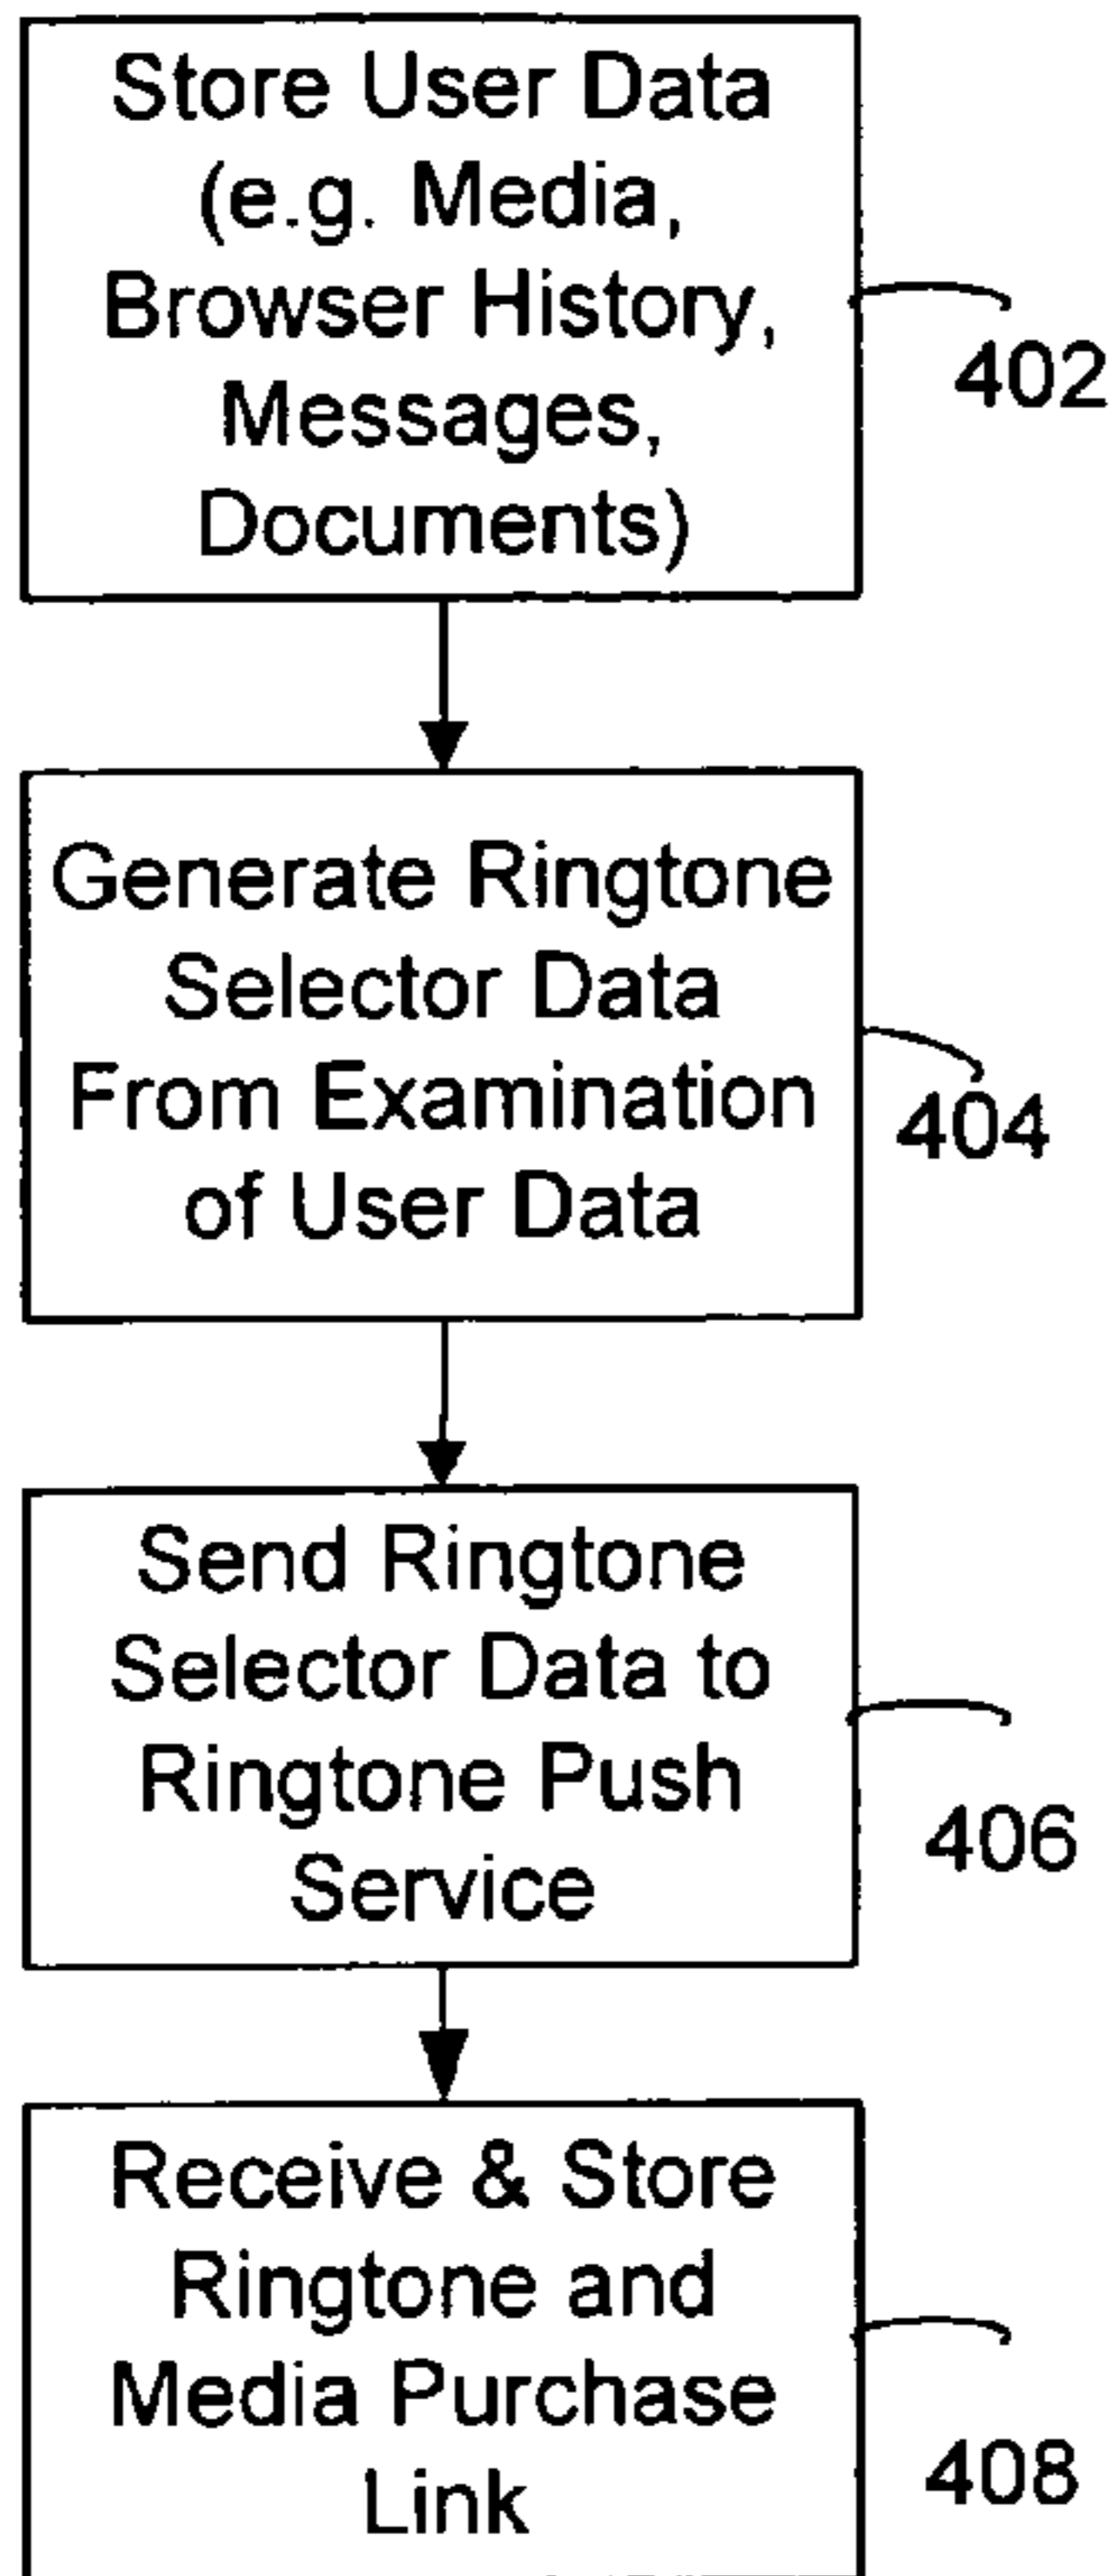 Store User Data
(e.g. Media,
Browser History,
Messages,
Documents)
402
Generate Ringtone
Selector Data
From Examination
of User Data
404
Send Ringtone
Selector Data to
Ringtone Push
Service
406
Receive & Store
Ringtone and
Media Purchase
Link
408